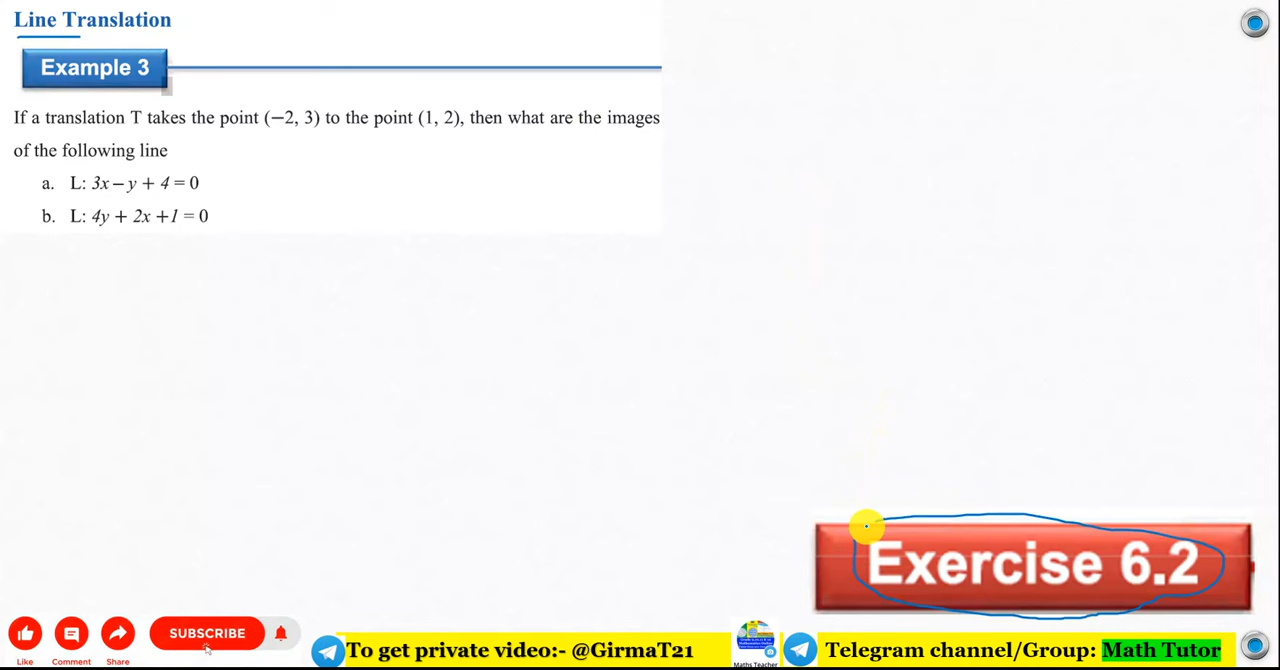 Line Translation
Example 3
If a translation T takes the point (−2, 3) to the point (1, 2), then what are the images
of the following line
a. L: 3x − y + 4 = 0
b. L: 4y + 2x +1 = 0
Exercise 6.2
SUBSCRIBE
Like Comment Share
To get private video:- @GirmaT21
Maths Teacher
Telegram channel/Group: Math Tutor